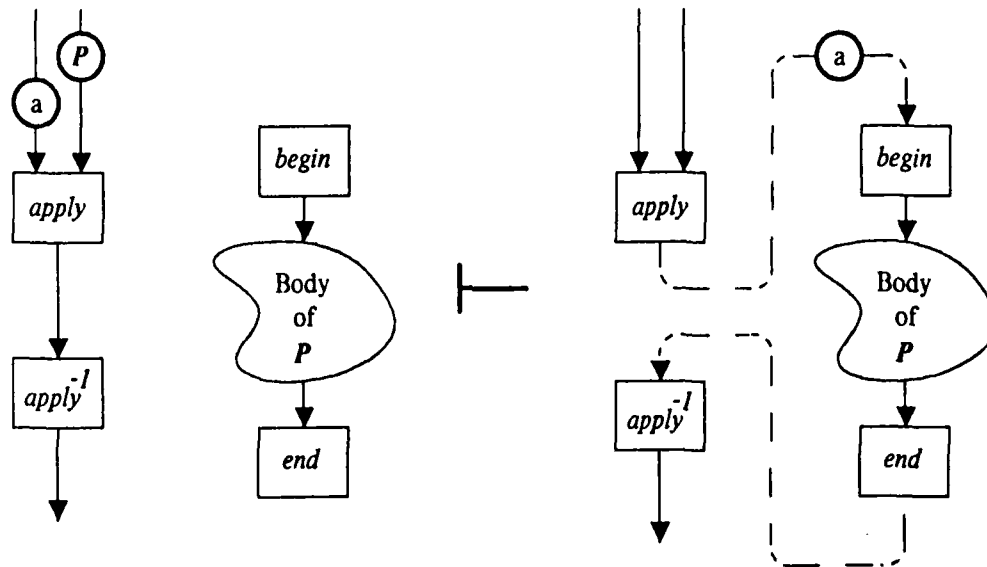 P
a
apply
apply-1
begin
Body
of
P
end
a
apply
apply-1
begin
Body
of
P
end